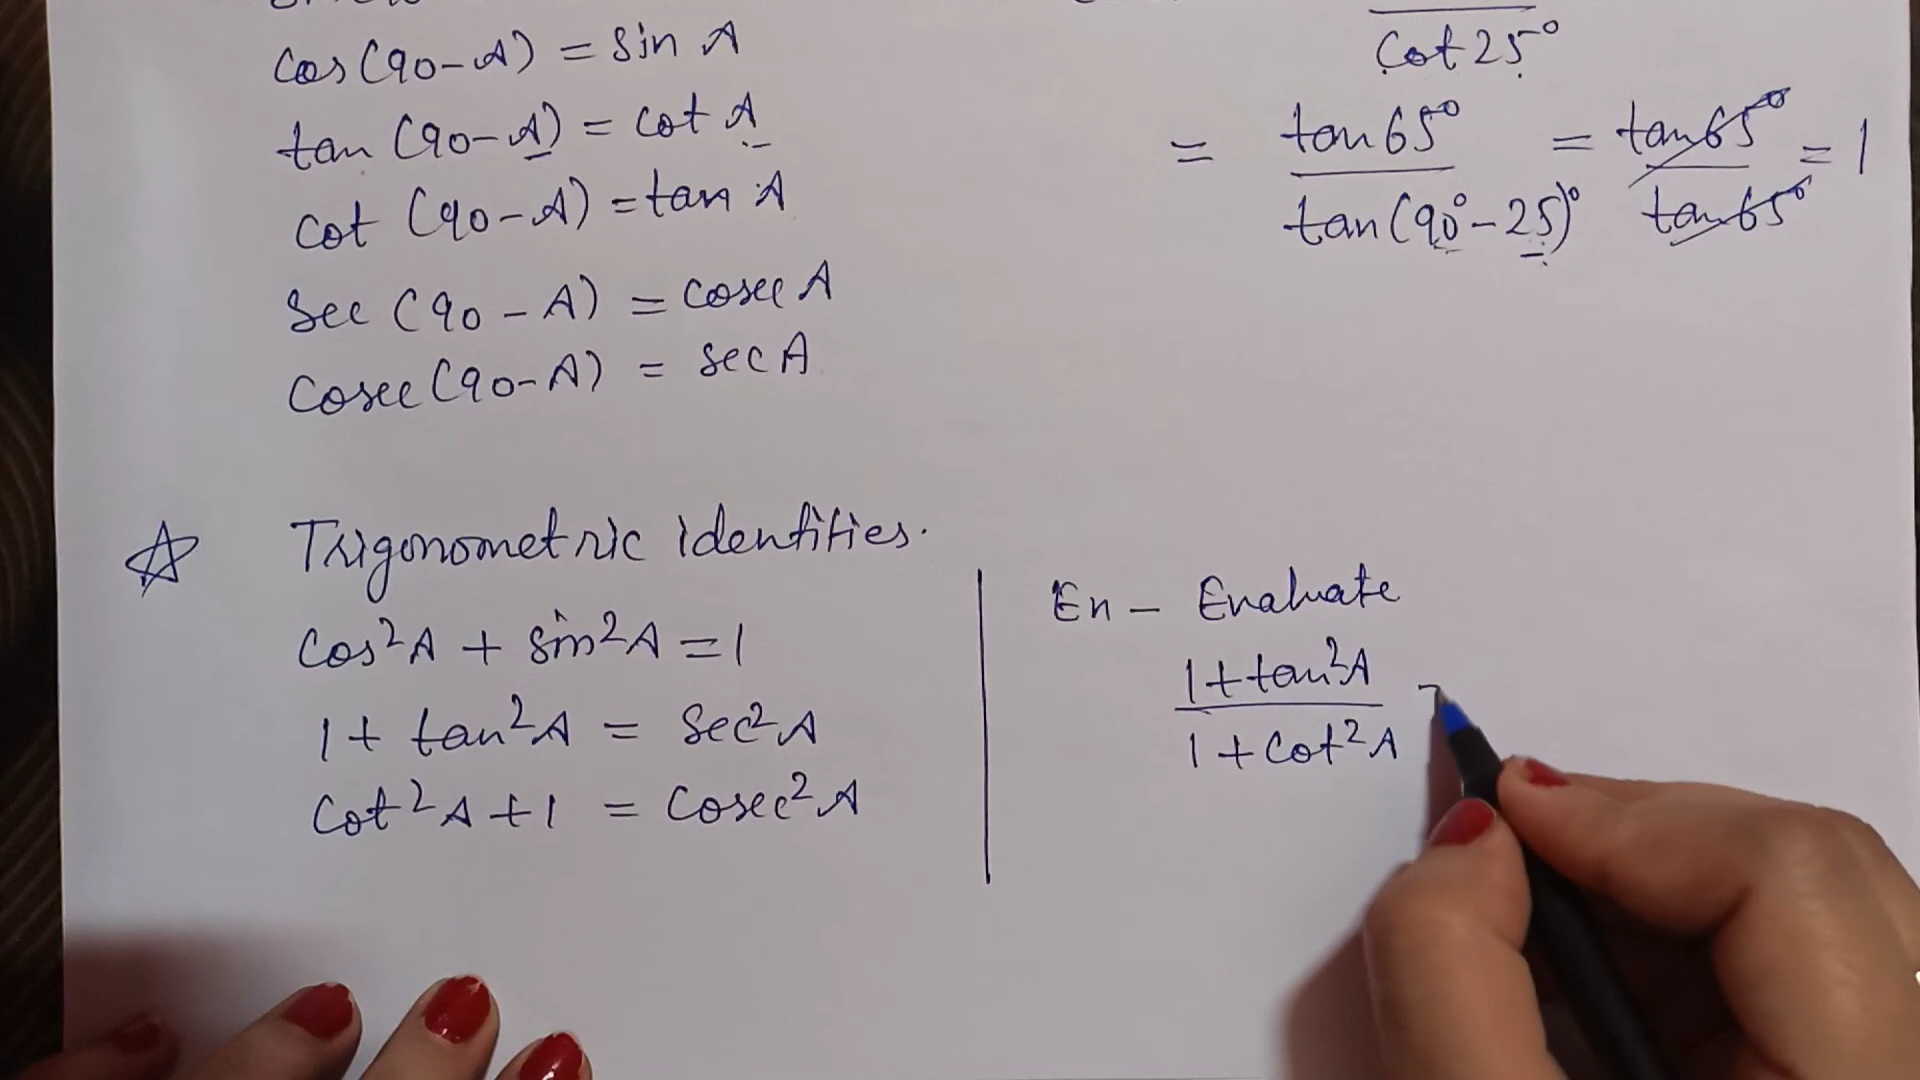 cos (90-A) = sin A
tan (90-A) = cot A
cot (90-A) = tan A
Sec (90 - A) = cosec A
Cosec (90-A) = sec A
cot 25°
= tan 65° / tan (90° - 25)° = tan 65° / tan 65° = 1
Trigonometric identities.
Cos²A + sin²A = 1
1 + tan²A = Sec²A
Cot²A + 1 = Cosec²A
Ex - Evaluate
1 + tan²A
1 + Cot²A